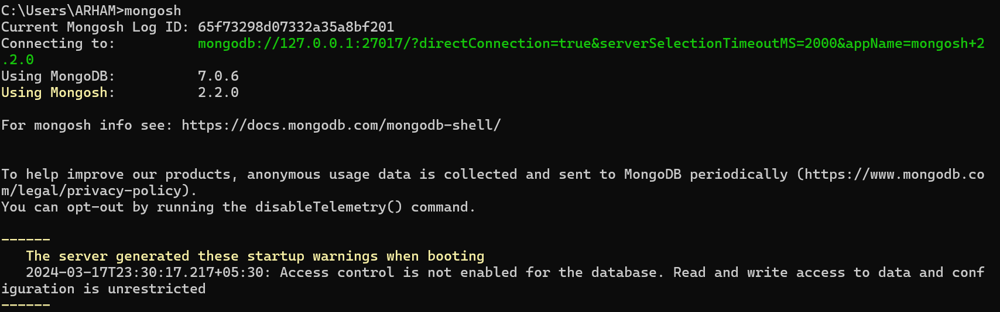 C:\Users\ARHAM>mongosh
Current Mongosh Log ID: 65f73298d07332a35a8bf201
Connecting to:          mongodb://127.0.0.1:27017/?directConnection=true&serverSelectionTimeoutMS=2000&appName=mongosh+2
.2.0
Using MongoDB:          7.0.6
Using Mongosh:          2.2.0
For mongosh info see: https://docs.mongodb.com/mongodb-shell/
To help improve our products, anonymous usage data is collected and sent to MongoDB periodically (https://www.mongodb.co
m/legal/privacy-policy).
You can opt-out by running the disableTelemetry() command.
------
   The server generated these startup warnings when booting
   2024-03-17T23:30:17.217+05:30: Access control is not enabled for the database. Read and write access to data and conf
iguration is unrestricted
------